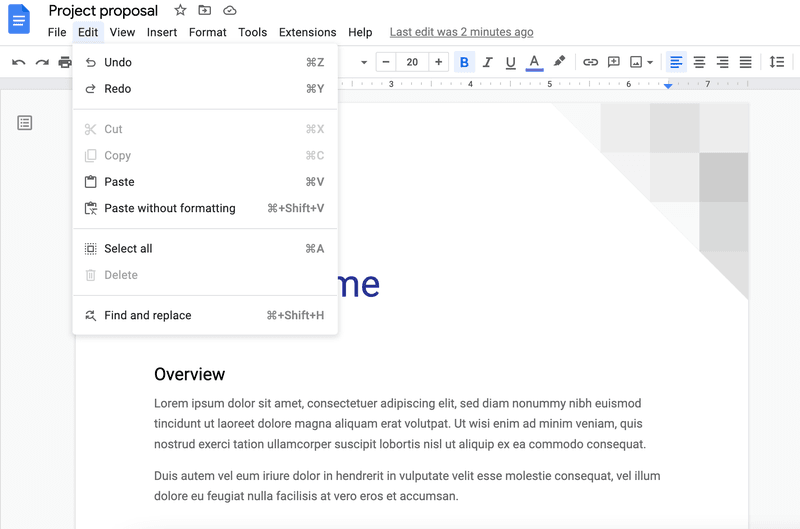 Project proposal
File Edit View Insert Format Tools Extensions Help Last edit was 2 minutes ago
20 B I U A
3 4 5 6 7
Undo ⌘Z
Redo ⌘Y
Cut ⌘X
Copy ⌘C
Paste ⌘V
Paste without formatting ⌘+Shift+V
Select all ⌘A
Delete
me
Find and replace ⌘+Shift+H
Overview
Lorem ipsum dolor sit amet, consectetuer adipiscing elit, sed diam nonummy nibh euismod
tincidunt ut laoreet dolore magna aliquam erat volutpat. Ut wisi enim ad minim veniam, quis
nostrud exerci tation ullamcorper suscipit lobortis nisl ut aliquip ex ea commodo consequat.
Duis autem vel eum iriure dolor in hendrerit in vulputate velit esse molestie consequat, vel illum
dolore eu feugiat nulla facilisis at vero eros et accumsan.